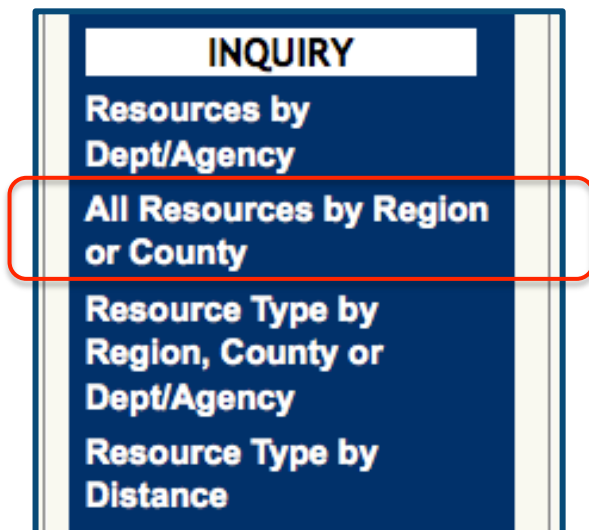 INQUIRY
Resources by
Dept/Agency
All Resources by Region
or County
Resource Type by
Region, County or
Dept/Agency
Resource Type by
Distance